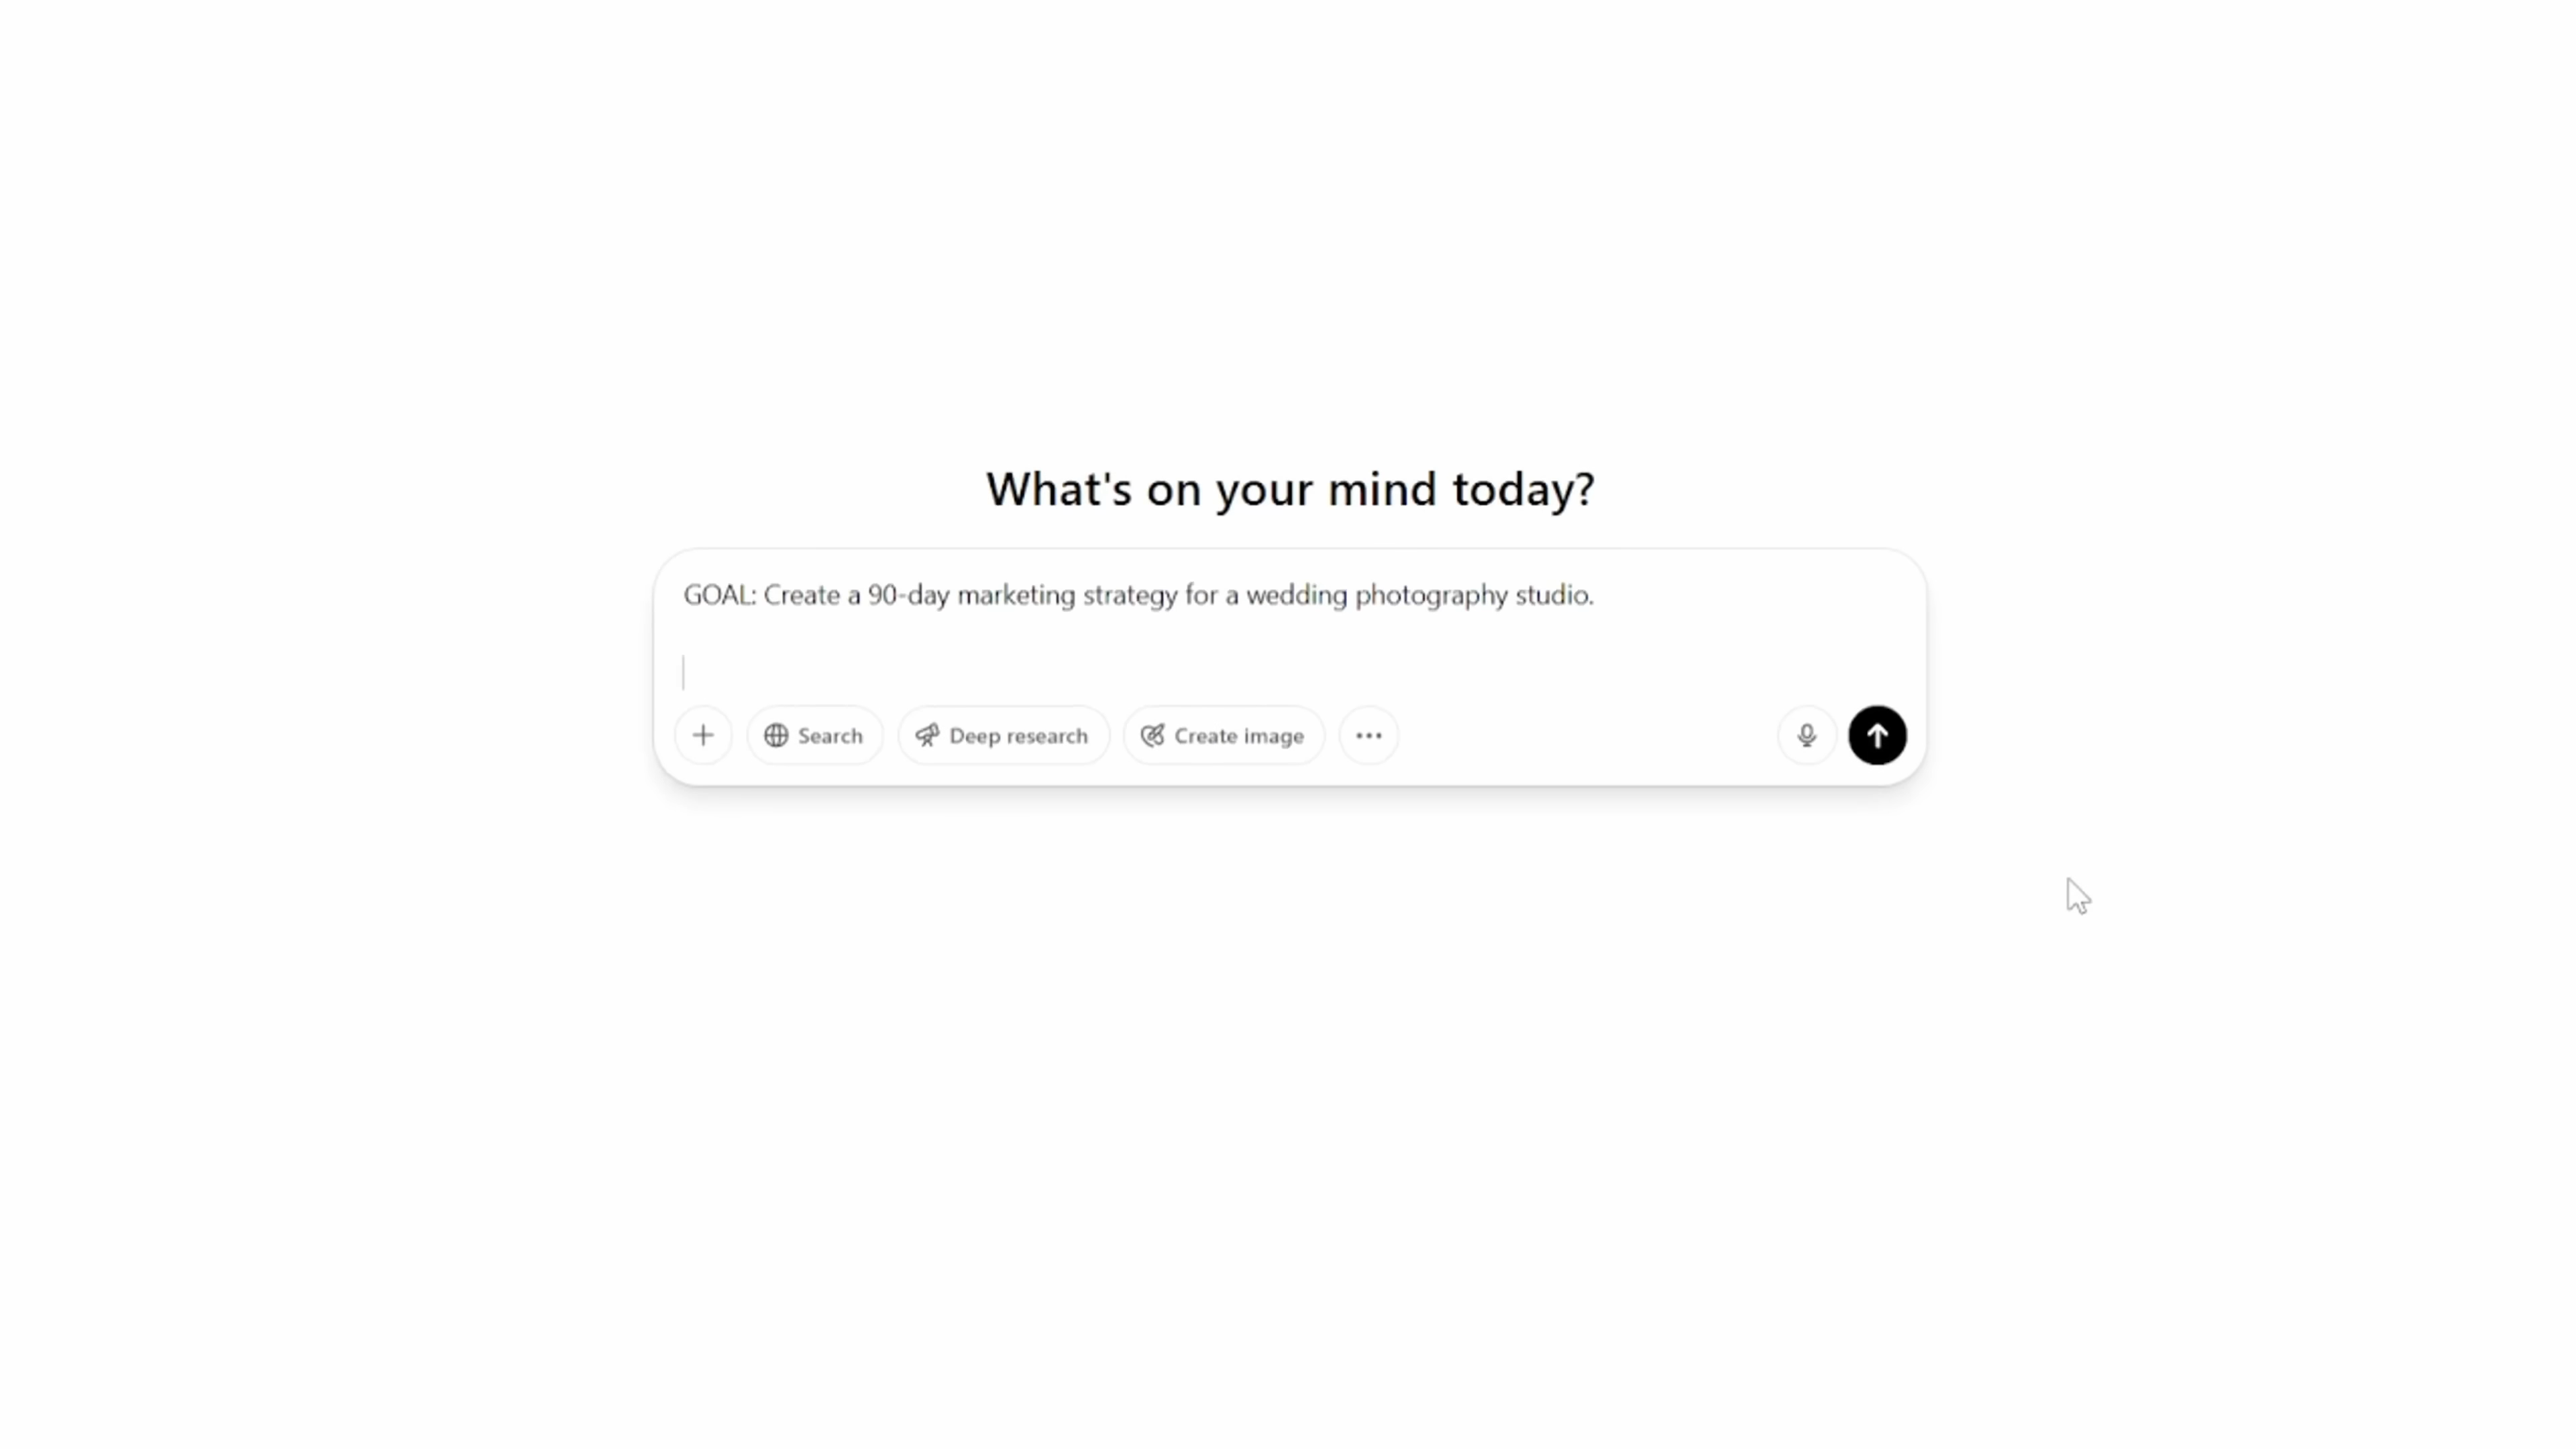 What's on your mind today?
GOAL: Create a 90-day marketing strategy for a wedding photography studio.
Search Deep research Create image